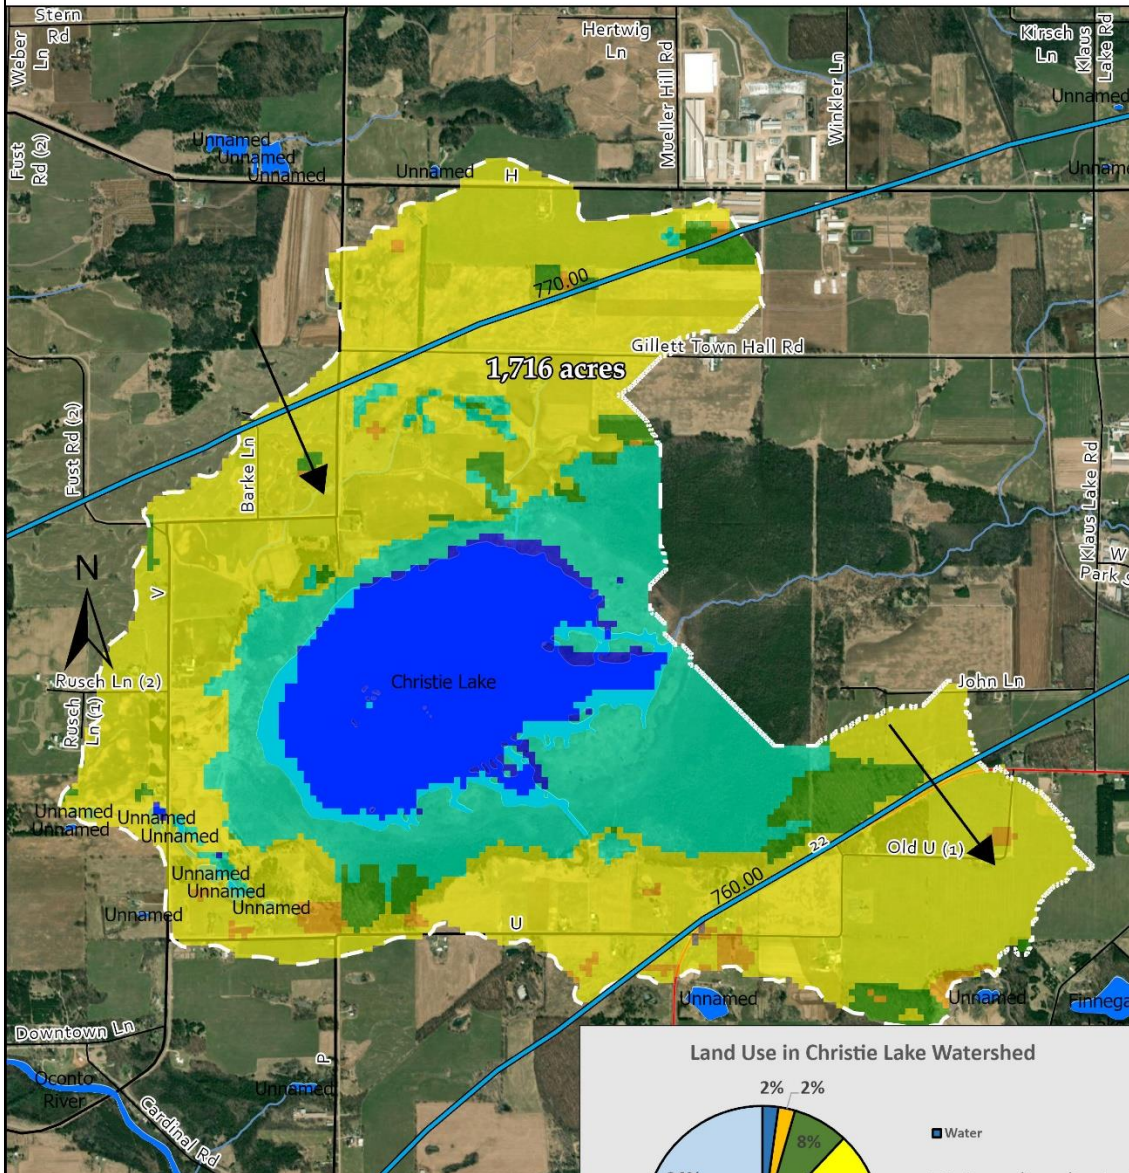 Stern
Rd
Weber
Ln
Hertwig
Ln
Mueller Hill Rd
Winkler Ln
Kirsch
Ln
Klaus
Lake Rd
Unnamed
Fust
Rd (2)
Unnamed
Unnamed
Unnamed
Unnamed
H
770.00
Gillett Town Hall Rd
1,716 acres
Fust Rd (2)
Barke Ln
Klaus Lake Rd
W
Park
N
V
Rusch Ln (2)
Rusch
Ln (1)
Christie Lake
John Ln
Unnamed
Unnamed
Unnamed
Unnamed
Unnamed
Unnamed
Unnamed
Unnamed
22
Old U (1)
760.00
U
Unnamed
Unnamed
Downtown Ln
Oconto
River
Cardinal Rd
P
Unnamed
Land Use in Christie Lake Watershed
2%
2%
8%
Water